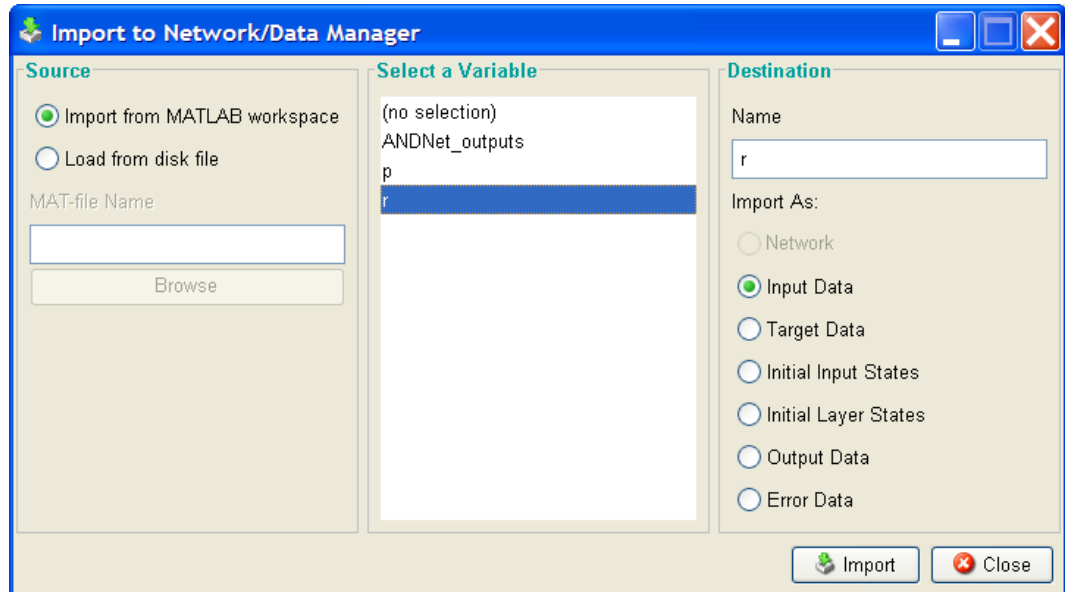 Import to Network/Data Manager
Source
Import from MATLAB workspace
Load from disk file
MAT-file Name
Browse
Select a Variable
(no selection)
ANDNet_outputs
p
r
Destination
Name
r
Import As:
Network
Input Data
Target Data
Initial Input States
Initial Layer States
Output Data
Error Data
Import
Close